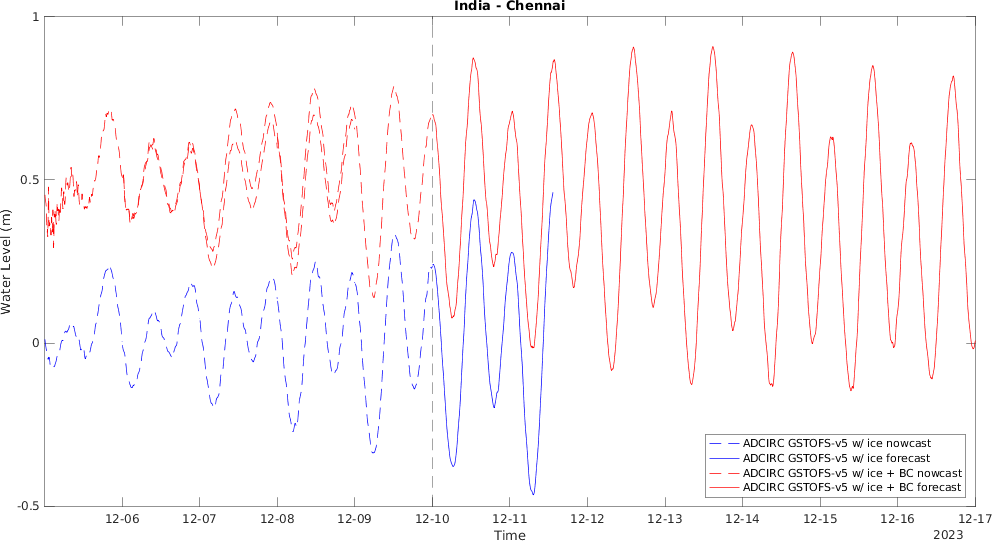 India - Chennai
1
0.5
0
-0.5
Water Level (m)
12-06
12-07
12-08
12-09
12-10
12-11
12-12
12-13
12-14
12-15
12-16
12-17
Time
2023
ADCIRC GSTOFS-v5 w/ ice nowcast
ADCIRC GSTOFS-v5 w/ ice forecast
ADCIRC GSTOFS-v5 w/ ice + BC nowcast
ADCIRC GSTOFS-v5 w/ ice + BC forecast